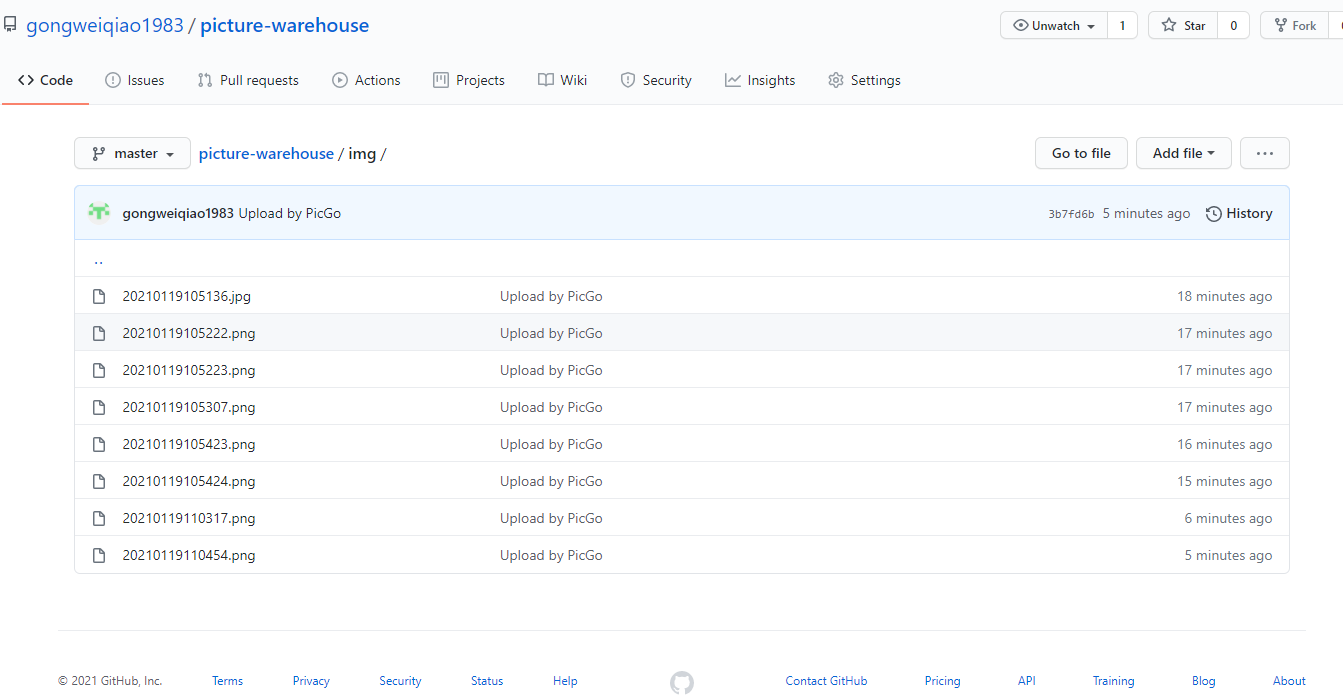 gongweiqiao1983 / picture-warehouse Unwatch 1 Star 0 Fork
Code Issues Pull requests Actions Projects Wiki Security Insights Settings
master picture-warehouse / img / Go to file Add file ...
gongweiqiao1983 Upload by PicGo 3b7fd6b 5 minutes ago History
..
20210119105136.jpg Upload by PicGo 18 minutes ago
20210119105222.png Upload by PicGo 17 minutes ago
20210119105223.png Upload by PicGo 17 minutes ago
20210119105307.png Upload by PicGo 17 minutes ago
20210119105423.png Upload by PicGo 16 minutes ago
20210119105424.png Upload by PicGo 15 minutes ago
20210119110317.png Upload by PicGo 6 minutes ago
20210119110454.png Upload by PicGo 5 minutes ago
© 2021 GitHub, Inc. Terms Privacy Security Status Help Contact GitHub Pricing API Training Blog About